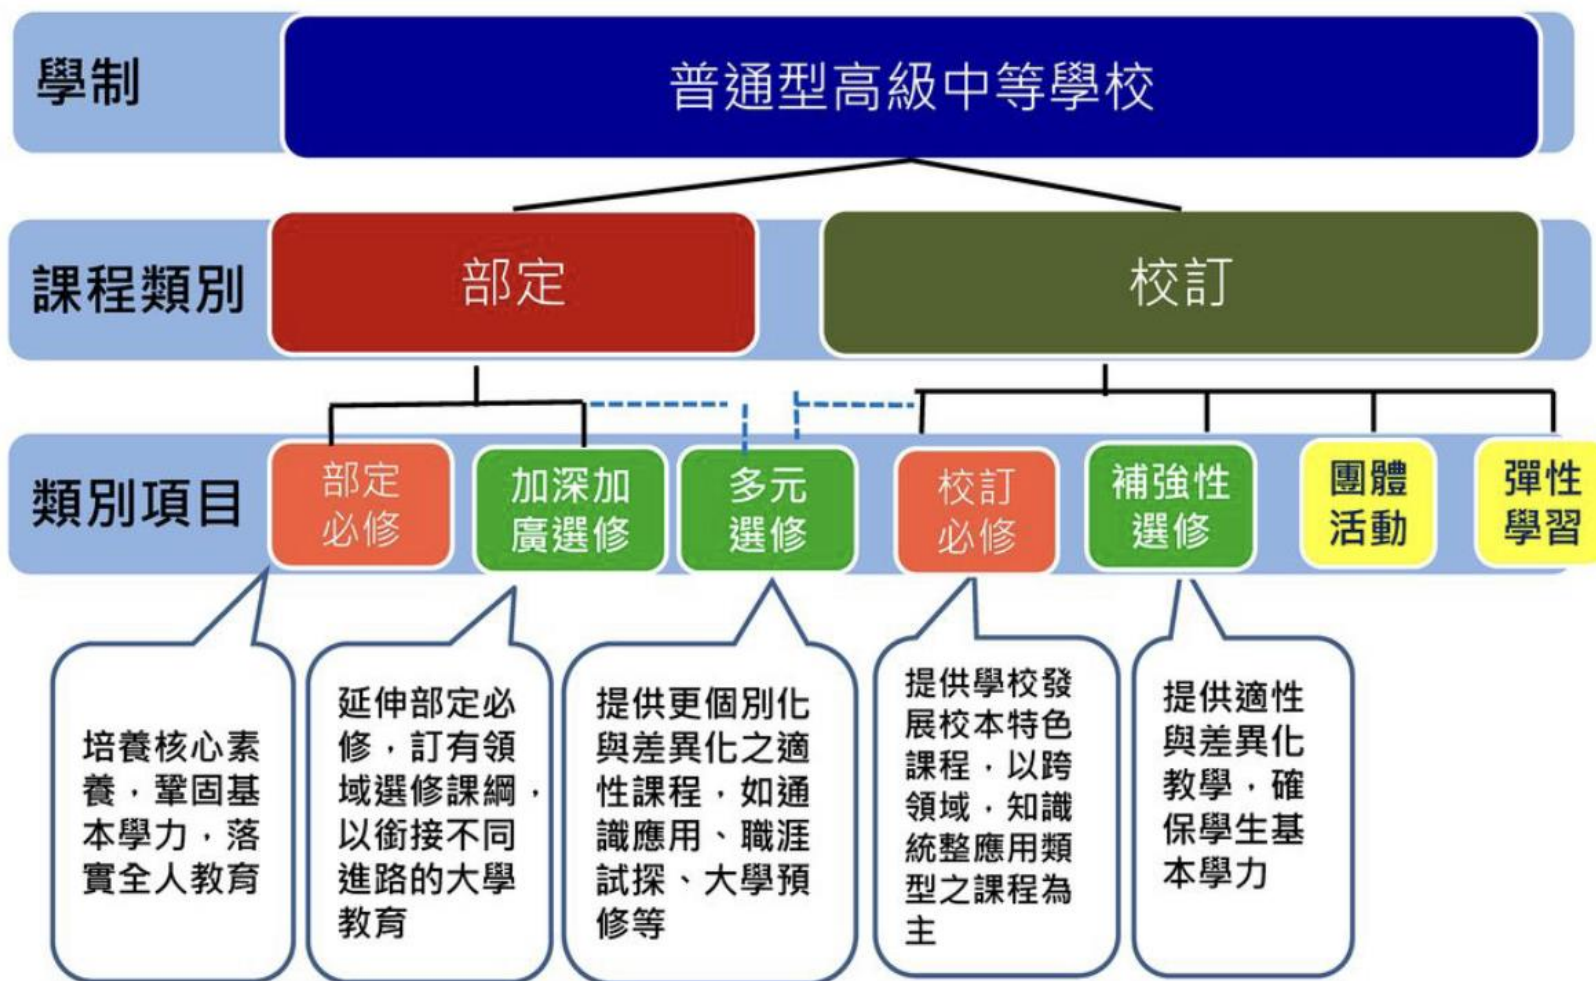 學制
普通型高級中等學校
課程類別
部定
校訂
類別項目
部定
必修
加深加
廣選修
多元
選修
校訂
必修
補強性
選修
團體
活動
彈性
學習
培養核心素
養，鞏固基
本學力，落
實全人教育
延伸部定必
修，訂有領
域選修課綱，
以銜接不同
進路的大學
教育
提供更個別化
與差異化之適
性課程，如通
識應用、職涯
試探、大學預
修等
提供學校發
展校本特色
課程，以跨
領域，知識
統整應用類
型之課程為
主
提供適性
與差異化
教學，確
保學生基
本學力